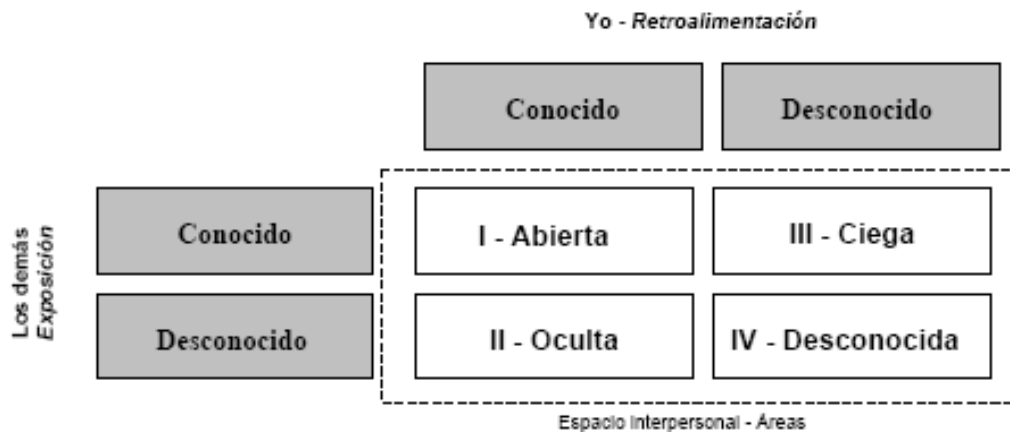 Yo - Retroalimentación
Conocido
Desconocido
Los demás
Exposición
Conocido
I - Abierta
III - Ciega
Desconocido
II - Oculta
IV - Desconocida
Espacio Interpersonal - Áreas